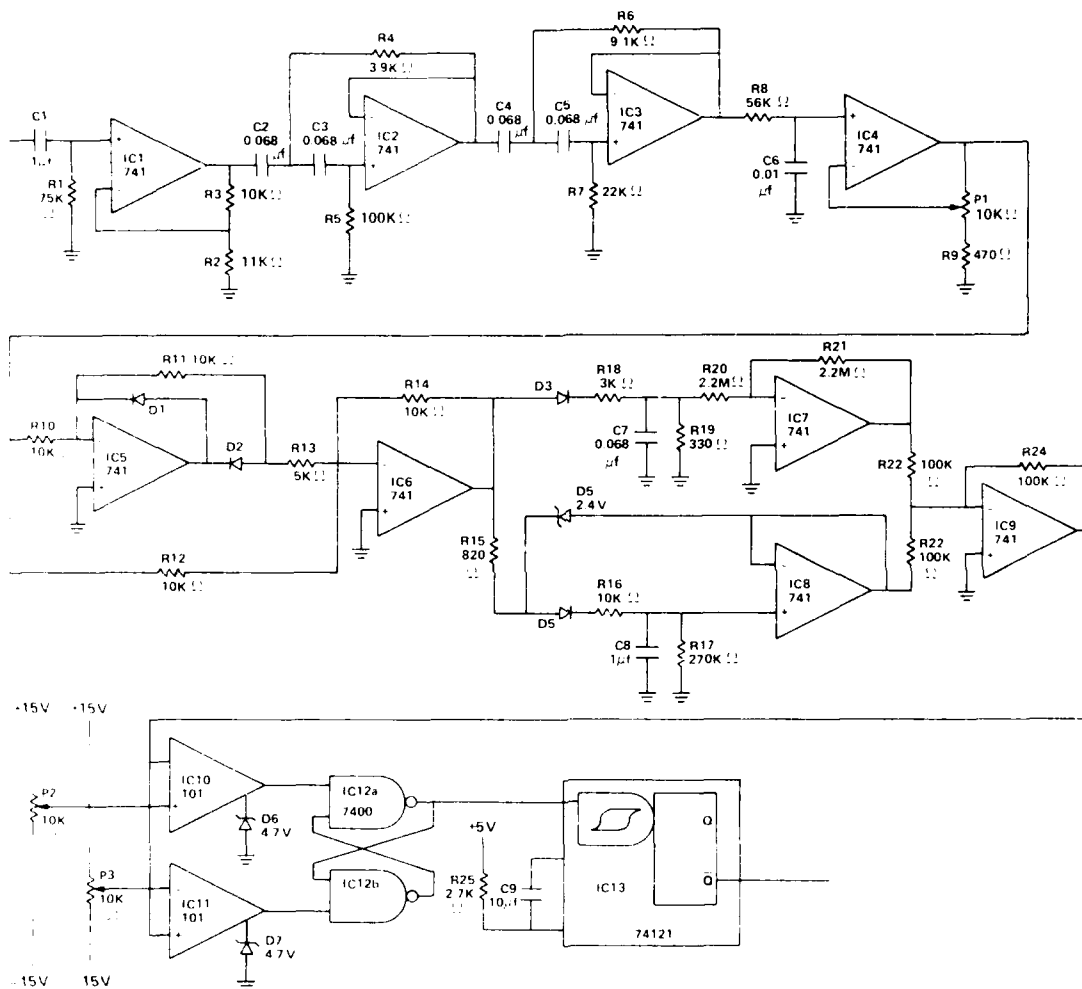 R6
9.1K Ω
R4
3.9K Ω
C1
1μf
R1
75K
Ω
IC1
741
R3
10K Ω
R2
11K Ω
C2
0.068
μf
C3
0.068
μf
R5
100K Ω
IC2
741
C4
0.068
μf
C5
0.068 μf
R7
22K Ω
IC3
741
R8
56K Ω
C6
0.01
μf
IC4
741
P1
10K Ω
R9
470 Ω
R11 10K Ω
D1
R10
10K
IC5
741
D2
R13
5K Ω
R14
10K Ω
R12
10K Ω
IC6
741
R15
820
Ω
D3
R18
3K Ω
C7
0.068
μf
R19
330 Ω
R20
2.2M Ω
R21
2.2M Ω
IC7
741
R22
100K
Ω
D5
2.4V
D5
R16
10K Ω
C8
1μf
R17
270K Ω
IC8
741
R22
100K
Ω
R24
100K Ω
IC9
741
+15V
+15V
P2
10K
P3
10K
Ω
-15V
15V
IC10
101
D6
4.7V
IC11
101
D7
4.7V
IC12a
7400
IC12b
+5V
R25
2.7K
Ω
C9
10μf
IC13
74121
Q
Q